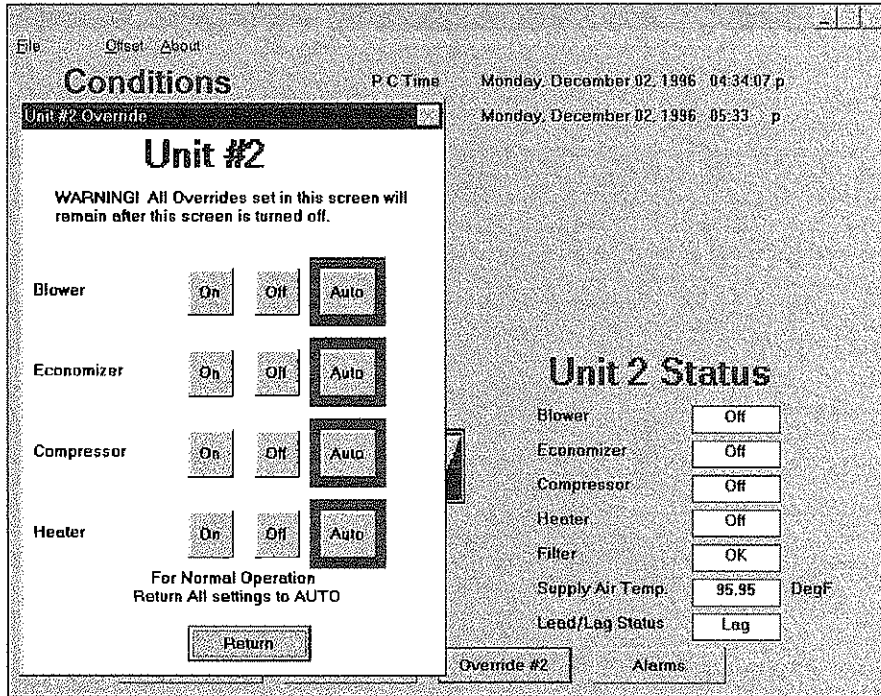 File Offset About
Conditions
P C Time Monday, December 02, 1996 04:34:07 p
Monday, December 02, 1996 05:33 p
Unit #2 Override
Unit #2
WARNING! All Overrides set in this screen will
remain after this screen is turned off.
Blower On Off Auto
Economizer On Off Auto
Compressor On Off Auto
Heater On Off Auto
For Normal Operation
Return All settings to AUTO
Return
Unit 2 Status
Blower Off
Economizer Off
Compressor Off
Heater Off
Filter OK
Supply Air Temp. 95.95 DegF
Lead/Lag Status Lag
Override #2 Alarms